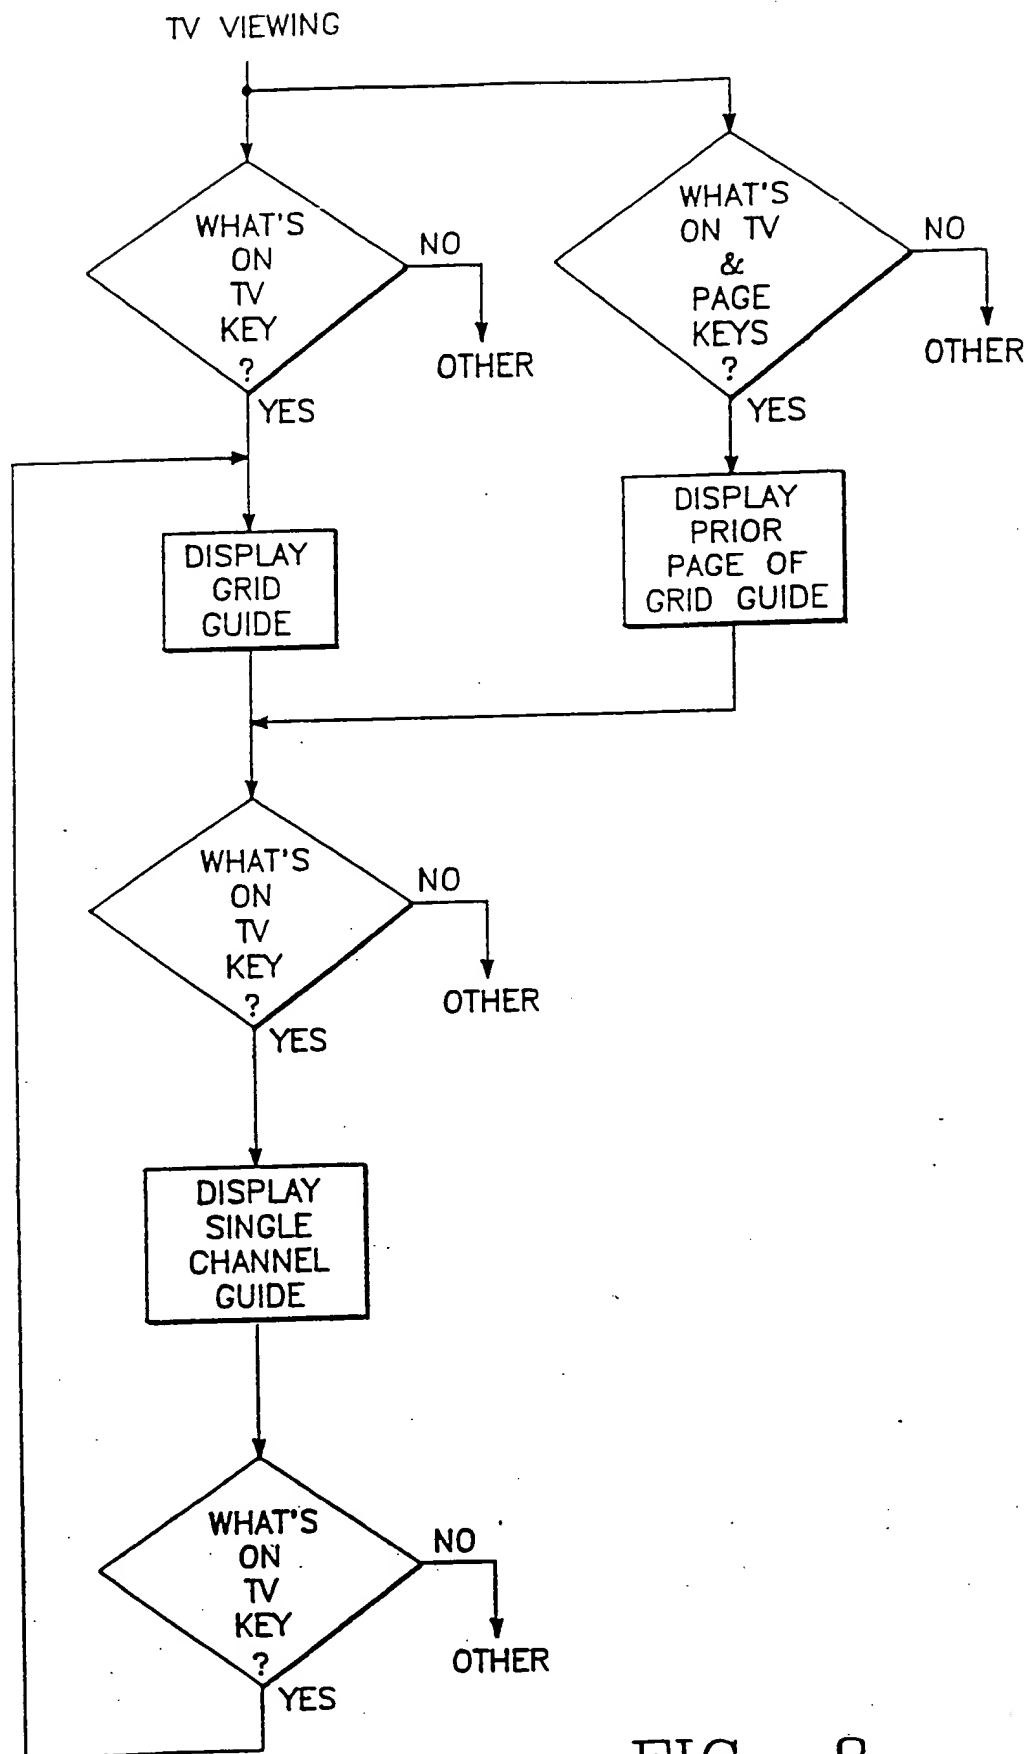 TV VIEWING
WHAT'S
ON
TV
KEY
?
NO
OTHER
YES
WHAT'S
ON TV
&
PAGE
KEYS
?
NO
OTHER
YES
DISPLAY
GRID
GUIDE
DISPLAY
PRIOR
PAGE OF
GRID GUIDE
WHAT'S
ON
TV
KEY
?
NO
OTHER
YES
DISPLAY
SINGLE
CHANNEL
GUIDE
WHAT'S
ON
TV
KEY
?
NO
OTHER
YES